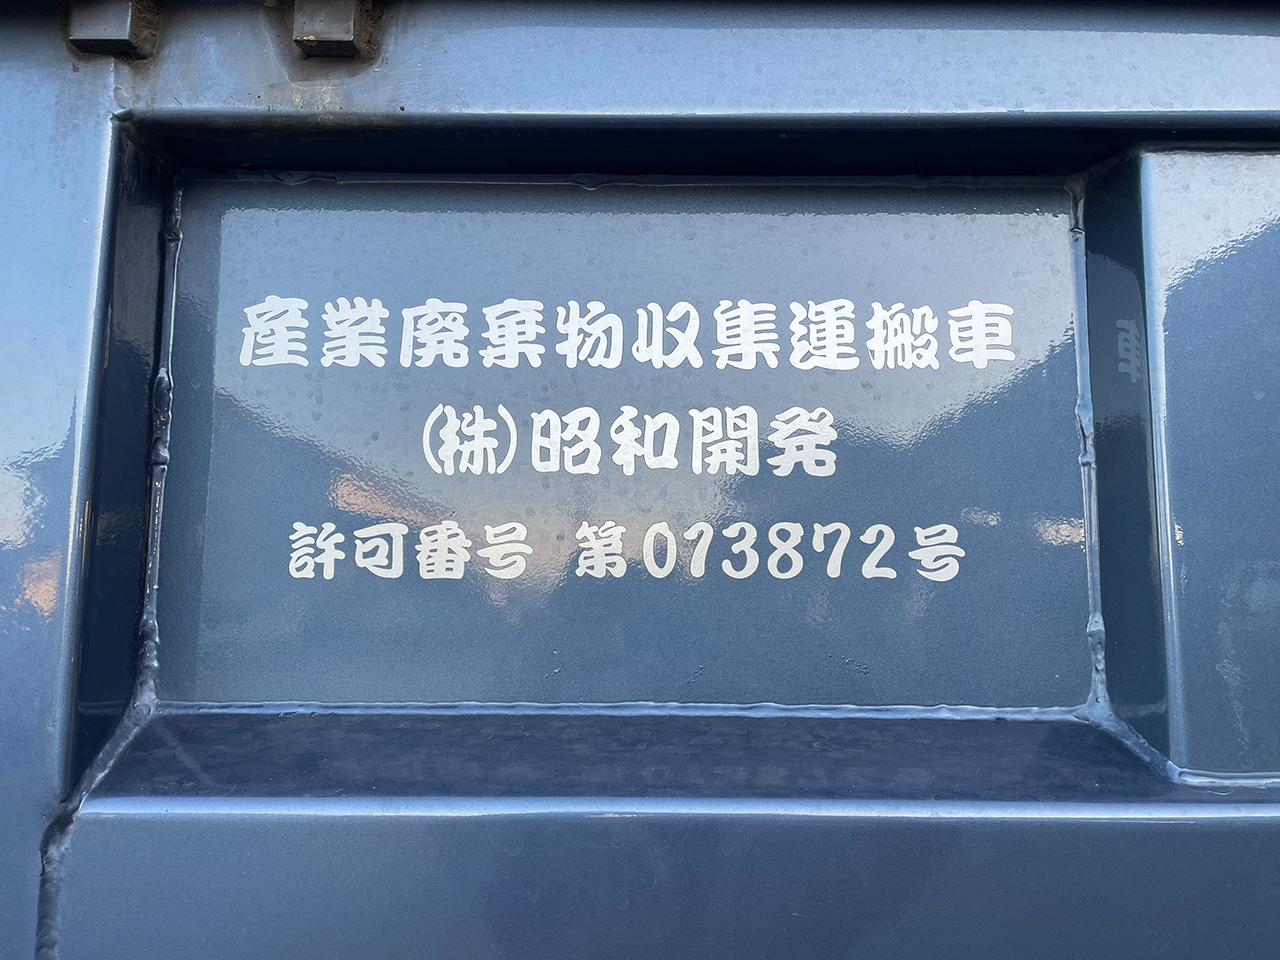 産業廃棄物収集運搬車
(株)昭和開発
許可番号 第073872号